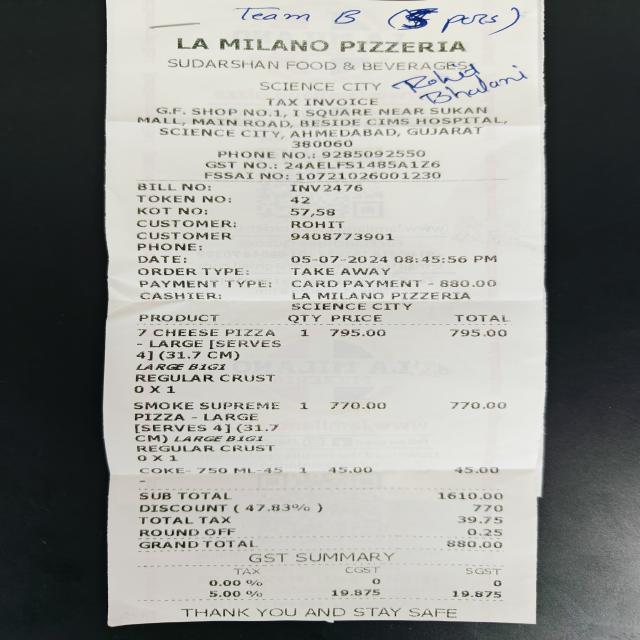 Team B (5 pers)
LA MILANO PIZZERIA
SUDARSHAN FOOD & BEVERAGES
SCIENCE CITY
Rohit
Bhalani
TAX INVOICE
G.F. SHOP NO.1, I SQUARE NEAR SUKAN
MALL, MAIN ROAD, BESIDE CIMS HOSPITAL,
SCIENCE CITY, AHMEDABAD, GUJARAT
380060
PHONE NO.: 9285092550
GST NO.: 24AELFS1485A1Z6
FSSAI NO: 10721026001230
BILL NO: INV2476
TOKEN NO: 42
KOT NO: 57,58
CUSTOMER: ROHIT
CUSTOMER 9408773901
PHONE:
DATE: 05-07-2024 08:45:56 PM
ORDER TYPE: TAKE AWAY
PAYMENT TYPE: CARD PAYMENT - 880.00
CASHIER: LA MILANO PIZZERIA
SCIENCE CITY
PRODUCT QTY PRICE TOTAL
7 CHEESE PIZZA 1 795.00 795.00
- LARGE [SERVES
4] (31.7 CM)
LARGE B1G1
REGULAR CRUST
0 X 1
SMOKE SUPREME 1 770.00 770.00
PIZZA - LARGE
[SERVES 4] (31.7
CM) LARGE B1G1
REGULAR CRUST
0 X 1
COKE- 750 ML-45 1 45.00 45.00
-
SUB TOTAL 1610.00
DISCOUNT ( 47.83% ) 770
TOTAL TAX 39.75
ROUND OFF 0.25
GRAND TOTAL 880.00
GST SUMMARY
TAX CGST SGST
0.00 % 0 0
5.00 % 19.875 19.875
THANK YOU AND STAY SAFE